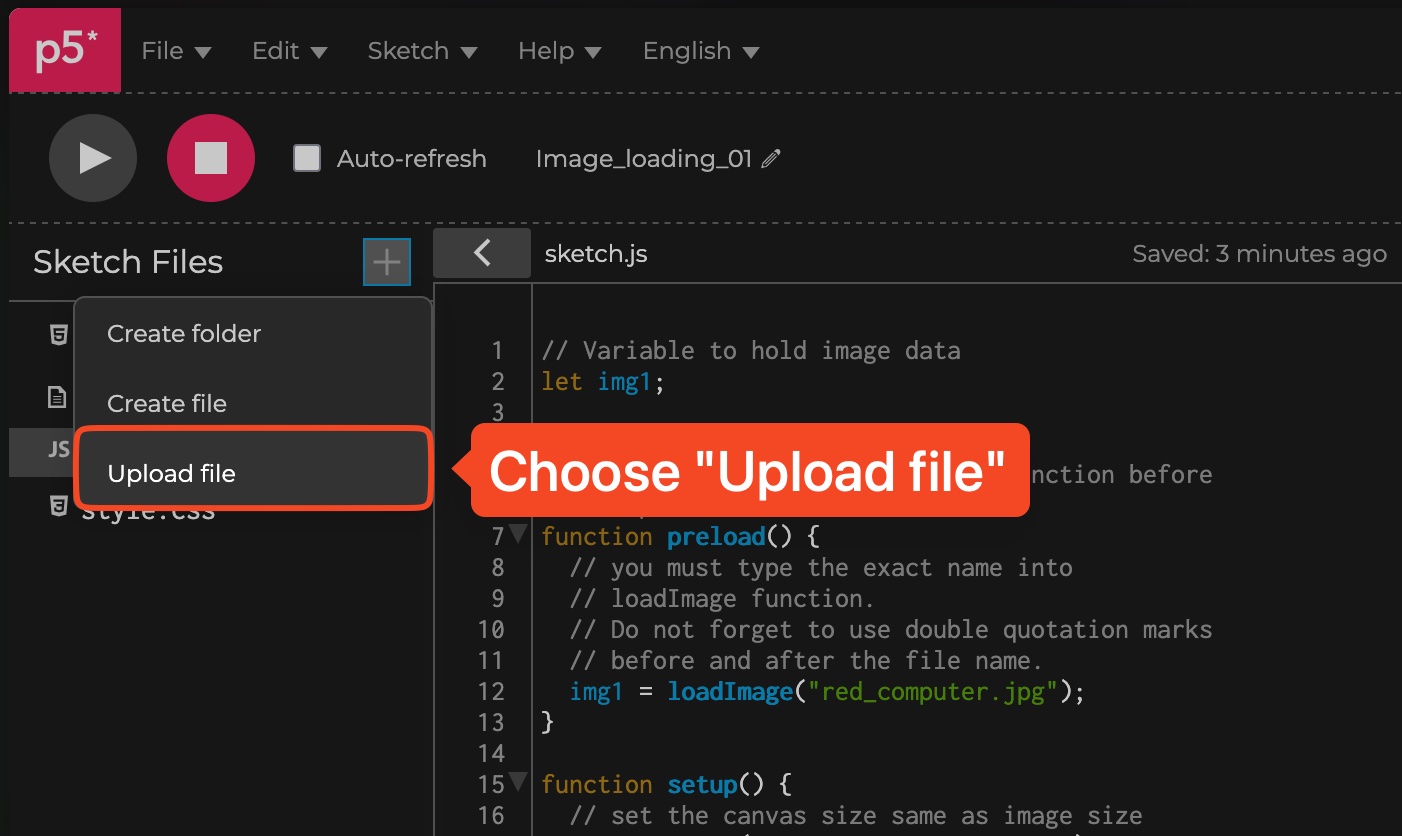 p5*
File
Edit
Sketch
Help
English
Auto-refresh
Image_loading_01
Sketch Files
+
sketch.js
Saved: 3 minutes ago
Create folder
Create file
JS
Upload file
style.css
Choose "Upload file"
1 // Variable to hold image data
2 let img1;
3
nction before
7 function preload() {
8 // you must type the exact name into
9 // loadImage function.
10 // Do not forget to use double quotation marks
11 // before and after the file name.
12 img1 = loadImage("red_computer.jpg");
13 }
14
15 function setup() {
16 // set the canvas size same as image size